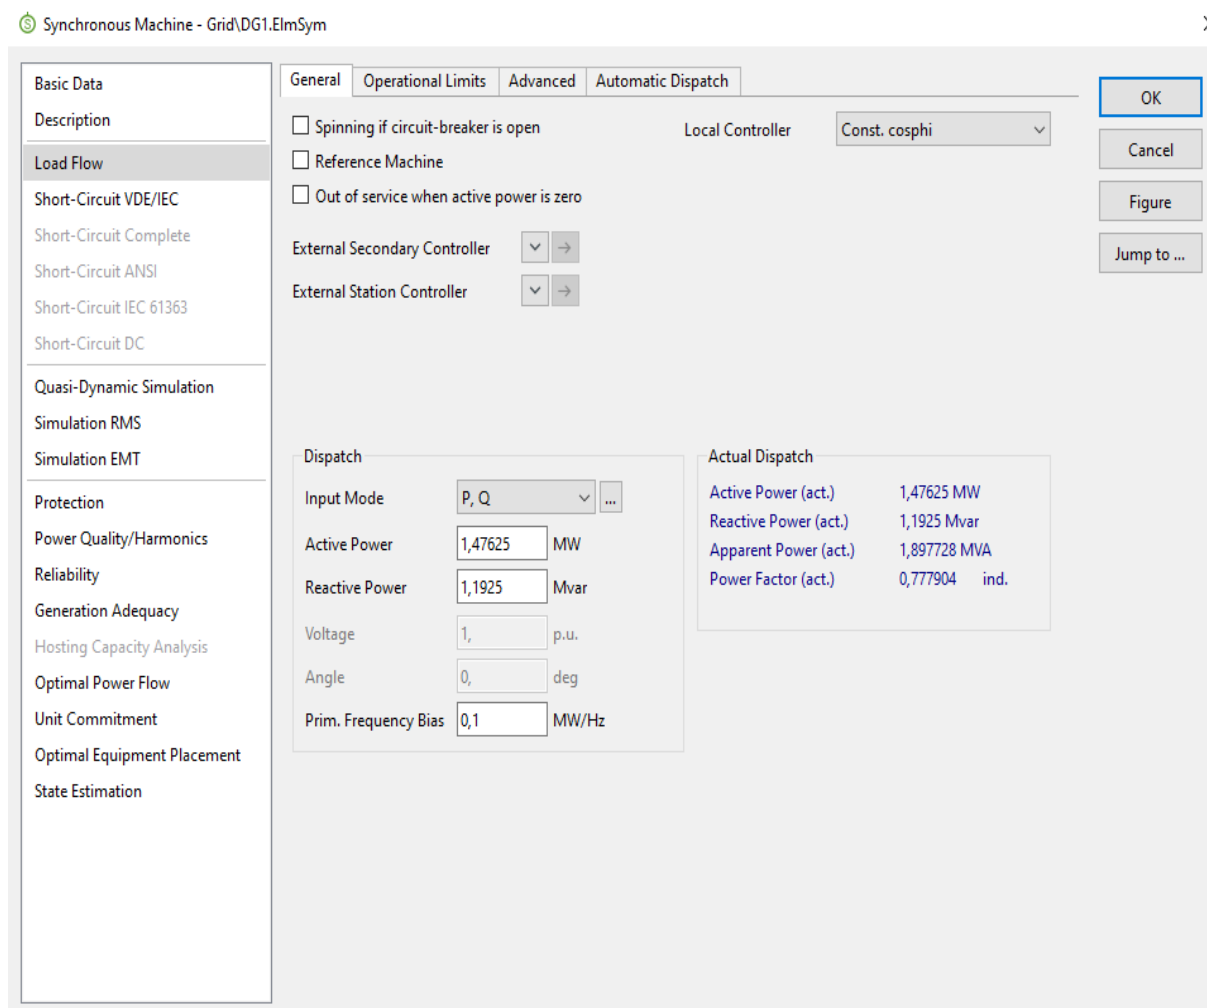 Synchronous Machine - Grid\DG1.ElmSym
Basic Data
Description
Load Flow
Short-Circuit VDE/IEC
Short-Circuit Complete
Short-Circuit ANSI
Short-Circuit IEC 61363
Short-Circuit DC
Quasi-Dynamic Simulation
Simulation RMS
Simulation EMT
Protection
Power Quality/Harmonics
Reliability
Generation Adequacy
Hosting Capacity Analysis
Optimal Power Flow
Unit Commitment
Optimal Equipment Placement
State Estimation
General Operational Limits Advanced Automatic Dispatch
Spinning if circuit-breaker is open
Reference Machine
Out of service when active power is zero
Local Controller Const. cosphi
External Secondary Controller
External Station Controller
Dispatch
Input Mode P, Q ...
Active Power 1,47625 MW
Reactive Power 1,1925 Mvar
Voltage 1, p.u.
Angle 0, deg
Prim. Frequency Bias 0,1 MW/Hz
Actual Dispatch
Active Power (act.) 1,47625 MW
Reactive Power (act.) 1,1925 Mvar
Apparent Power (act.) 1,897728 MVA
Power Factor (act.) 0,777904 ind.
OK
Cancel
Figure
Jump to ...